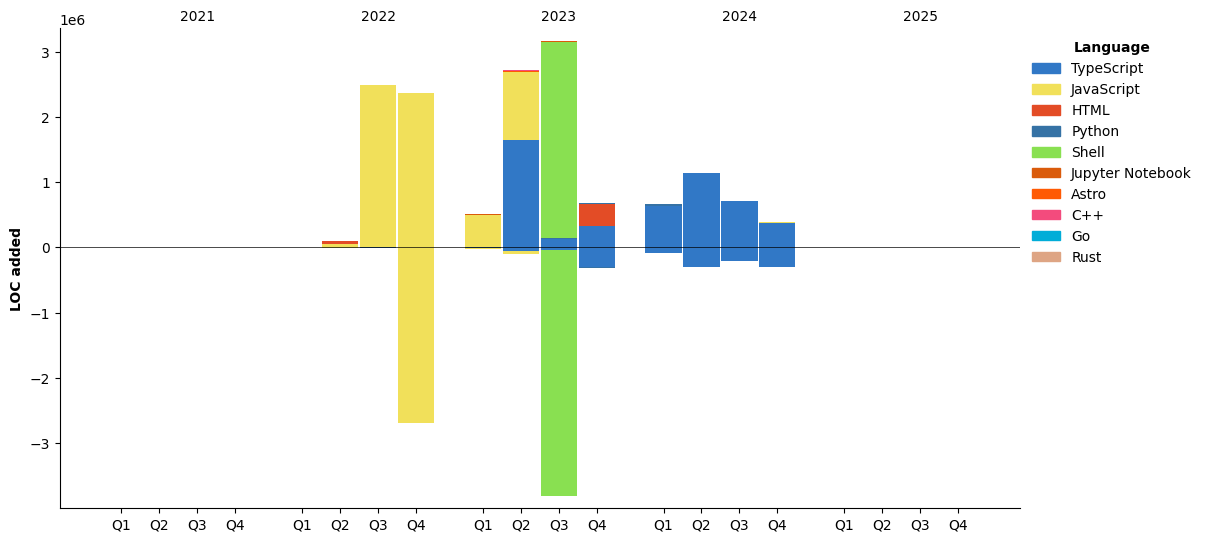 2021 2022 2023 2024 2025
1e6
3
2
1
0
−1
−2
−3
LOC added
Q1 Q2 Q3 Q4 Q1 Q2 Q3 Q4 Q1 Q2 Q3 Q4 Q1 Q2 Q3 Q4 Q1 Q2 Q3 Q4
Language
TypeScript
JavaScript
HTML
Python
Shell
Jupyter Notebook
Astro
C++
Go
Rust